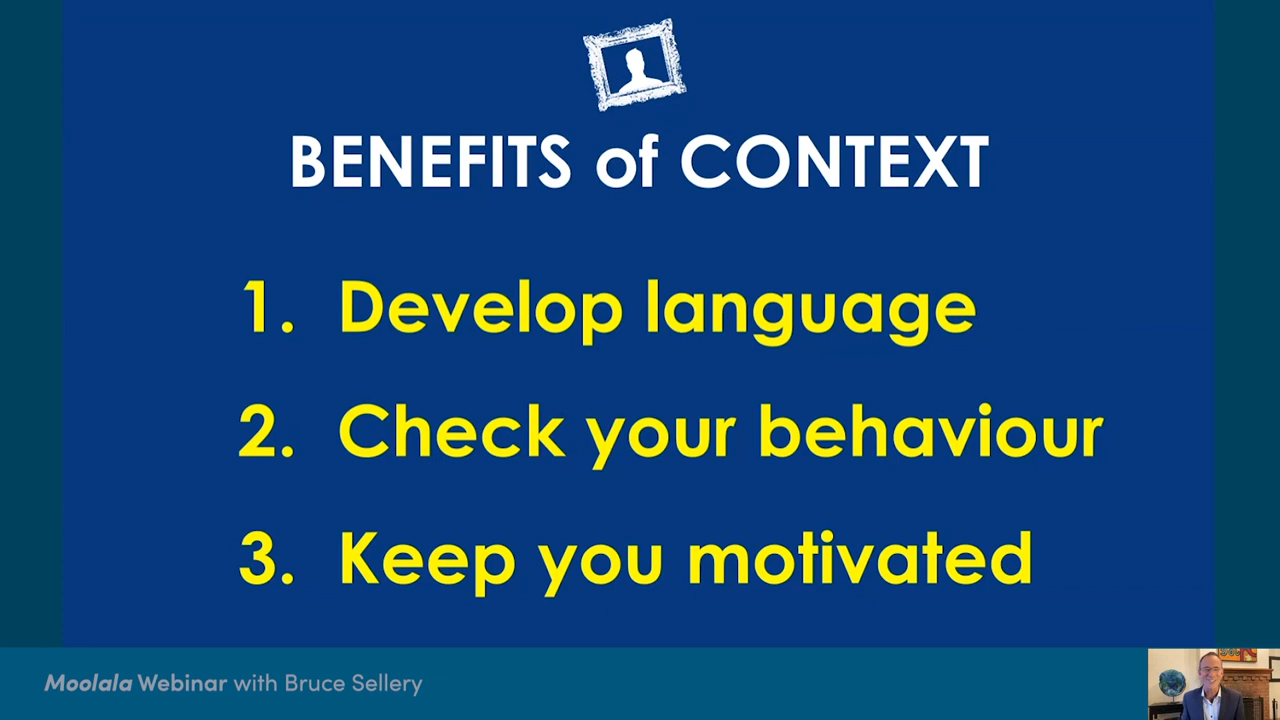 BENEFITS of CONTEXT
1. Develop language
2. Check your behaviour
3. Keep you motivated
Moolala Webinar with Bruce Sellery